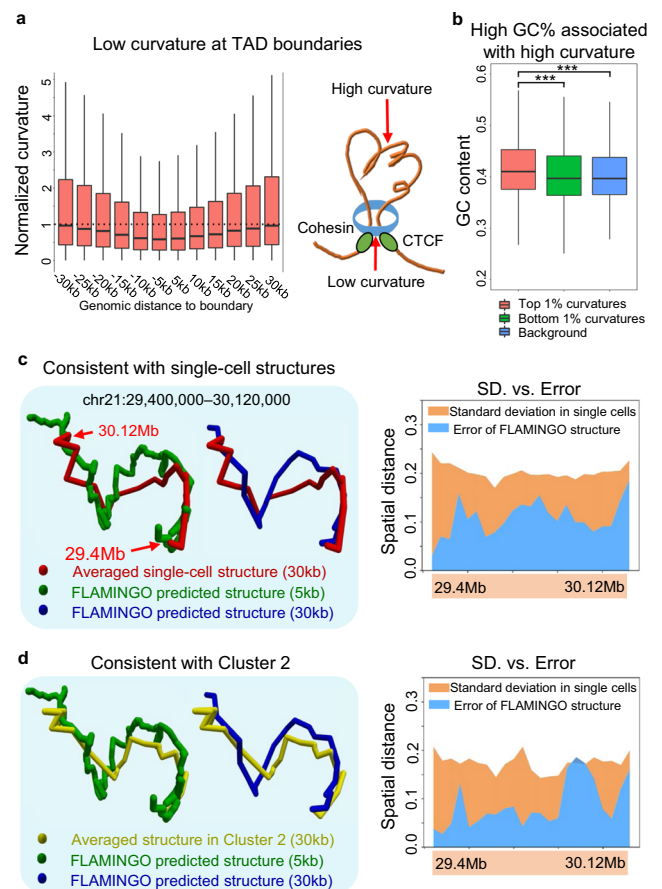 a
Low curvature at TAD boundaries
Normalized curvature
5
4
3
2
1
0
-30kb
-25kb
-20kb
-15kb
-10kb
-5kb
5kb
10kb
15kb
20kb
25kb
30kb
Genomic distance to boundary
High curvature
Cohesin
CTCF
Low curvature
b
High GC% associated
with high curvature
GC content
0.6
0.5
0.4
0.3
0.2
***
***
Top 1% curvatures
Bottom 1% curvatures
Background
c
Consistent with single-cell structures
chr21:29,400,000–30,120,000
30.12Mb
29.4Mb
Averaged single-cell structure (30kb)
FLAMINGO predicted structure (5kb)
FLAMINGO predicted structure (30kb)
SD. vs. Error
Standard deviation in single cells
Error of FLAMINGO structure
Spatial distance
0.3
0.2
0.1
0.0
29.4Mb
30.12Mb
d
Consistent with Cluster 2
Averaged structure in Cluster 2 (30kb)
FLAMINGO predicted structure (5kb)
FLAMINGO predicted structure (30kb)
SD. vs. Error
Standard deviation in single cells
Error of FLAMINGO structure
Spatial distance
0.3
0.2
0.1
0.0
29.4Mb
30.12Mb